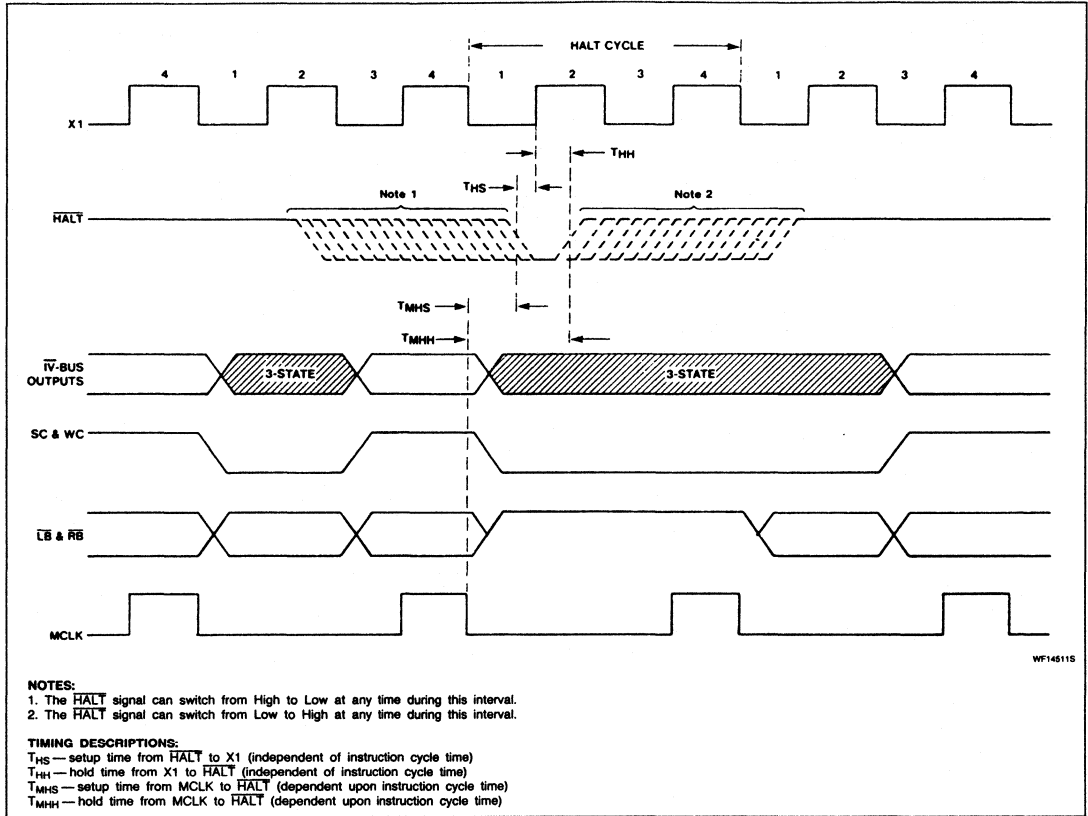 HALT CYCLE
4 1 2 3 4 1 2 3 4 1 2 3 4
X1
THH
THS
Note 1
Note 2
HALT
TMHS
TMHH
IV-BUS
OUTPUTS
3-STATE
3-STATE
SC & WC
LB & RB
MCLK
WF14511S
NOTES:
1. The HALT signal can switch from High to Low at any time during this interval.
2. The HALT signal can switch from Low to High at any time during this interval.
TIMING DESCRIPTIONS:
THS — setup time from HALT to X1 (independent of instruction cycle time)
THH — hold time from X1 to HALT (independent of instruction cycle time)
TMHS — setup time from MCLK to HALT (dependent upon instruction cycle time)
TMHH — hold time from MCLK to HALT (dependent upon instruction cycle time)